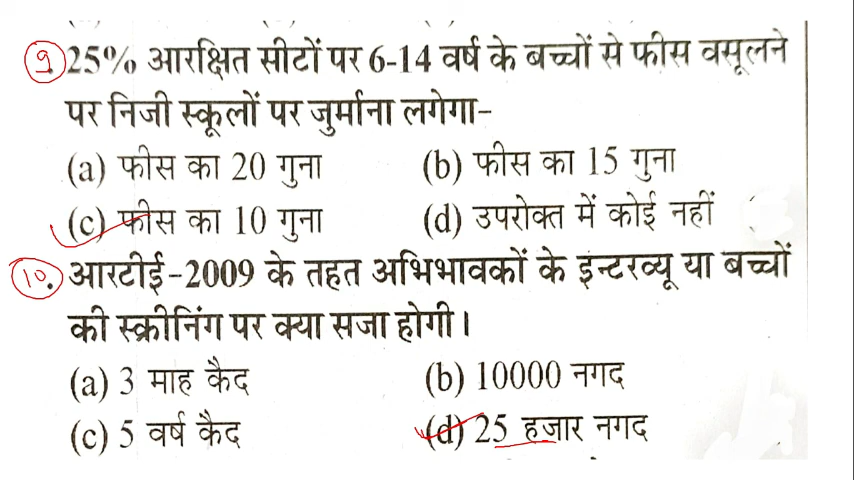 9. 25% आरक्षित सीटों पर 6-14 वर्ष के बच्चों से फीस वसूलने
पर निजी स्कूलों पर जुर्माना लगेगा-
(a) फीस का 20 गुना (b) फीस का 15 गुना
(c) फीस का 10 गुना (d) उपरोक्त में कोई नहीं
10. आरटीई-2009 के तहत अभिभावकों के इन्टरव्यू या बच्चों
की स्क्रीनिंग पर क्या सजा होगी।
(a) 3 माह कैद (b) 10000 नगद
(c) 5 वर्ष कैद (d) 25 हजार नगद